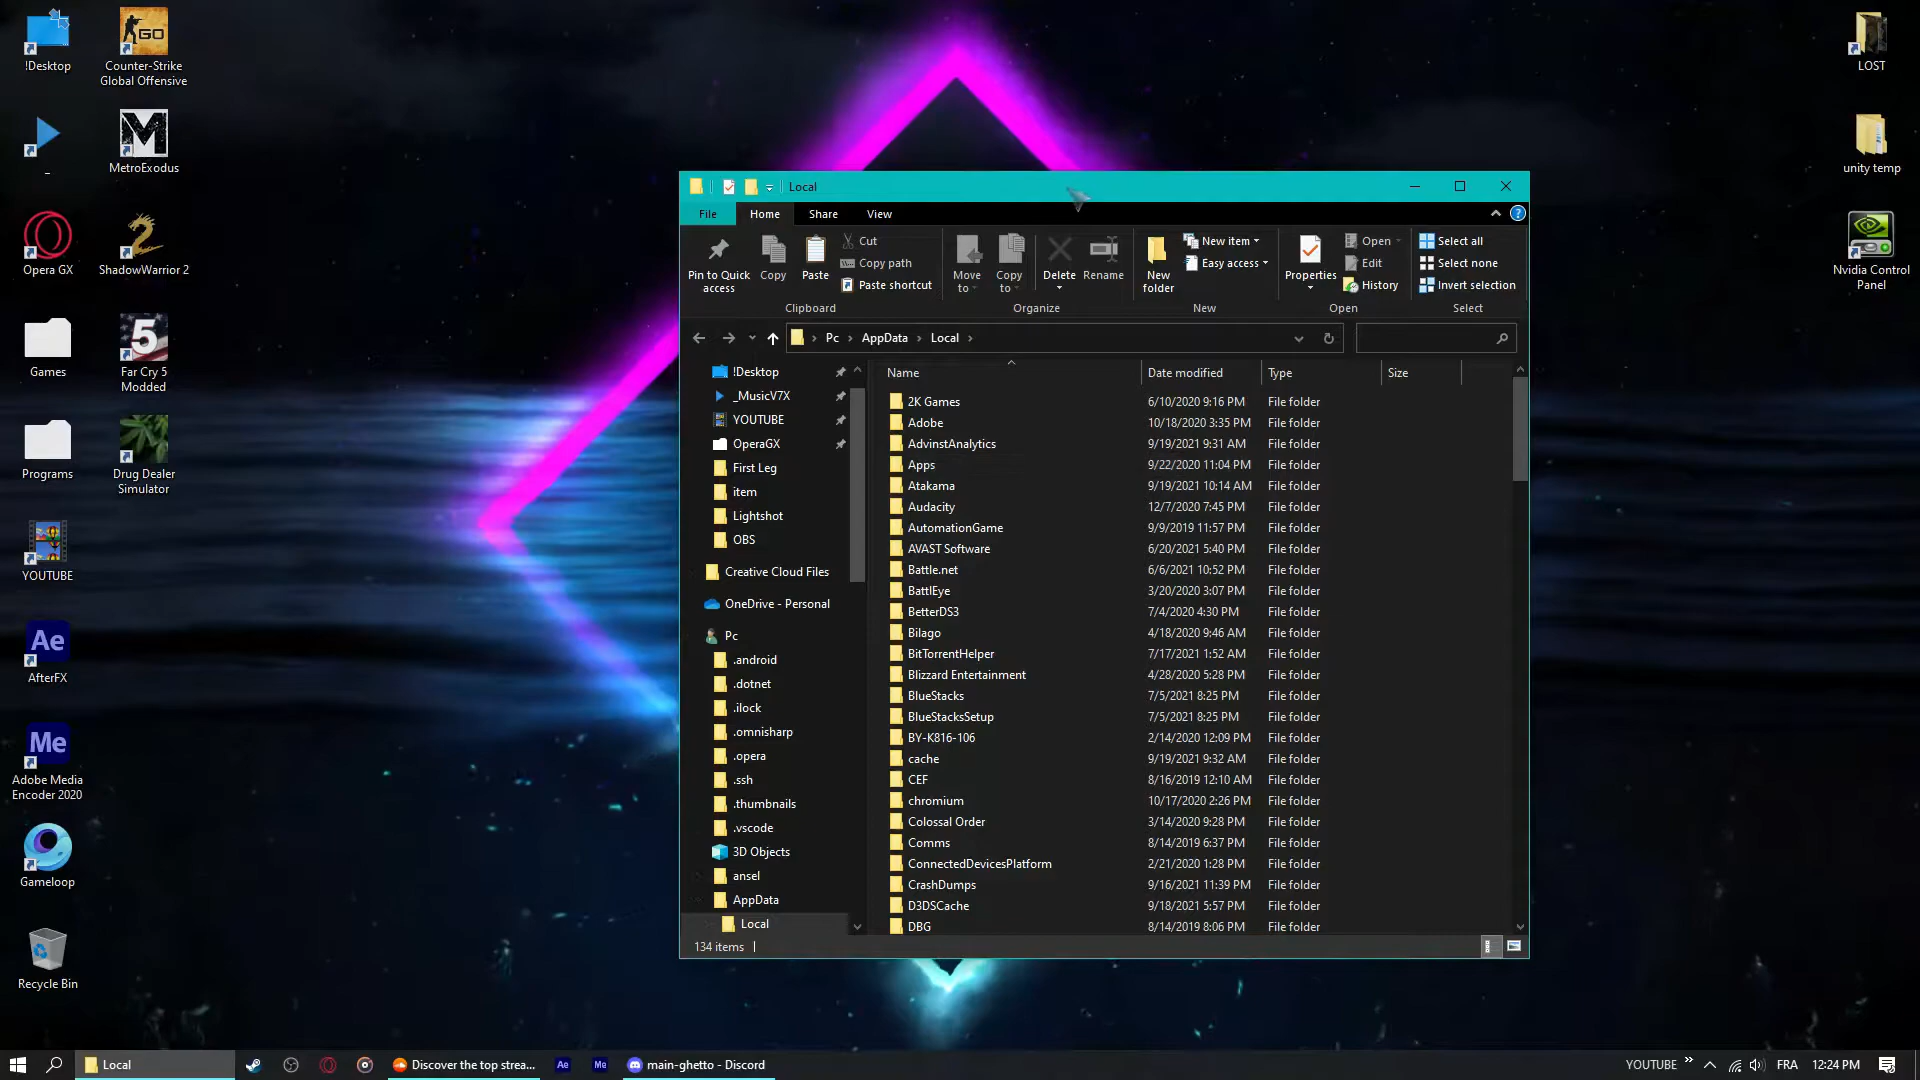 !Desktop
Counter-Strike
Global Offensive
_
MetroExodus
Opera GX
ShadowWarrior 2
Games
Far Cry 5
Modded
Programs
Drug Dealer
Simulator
YOUTUBE
Ae
AfterFX
Me
Adobe Media
Encoder 2020
Gameloop
Recycle Bin
LOST
unity temp
Nvidia Control
Panel
Local
File
Home
Share
View
Pin to Quick
access
Copy
Paste
Cut
Copy path
Paste shortcut
Clipboard
Move
to
Copy
to
Delete
Rename
Organize
New
folder
New item
Easy access
New
Properties
Open
Edit
History
Open
Select all
Select none
Invert selection
Select
Pc
AppData
Local
!Desktop
_MusicV7X
YOUTUBE
OperaGX
First Leg
item
Lightshot
OBS
Creative Cloud Files
OneDrive - Personal
Pc
.android
.dotnet
.ilock
.omnisharp
.opera
.ssh
.thumbnails
.vscode
3D Objects
ansel
AppData
Local
Name Date modified Type Size
2K Games 6/10/2020 9:16 PM File folder
Adobe 10/18/2020 3:35 PM File folder
AdvinstAnalytics 9/19/2021 9:31 AM File folder
Apps 9/22/2020 11:04 PM File folder
Atakama 9/19/2021 10:14 AM File folder
Audacity 12/7/2020 7:45 PM File folder
AutomationGame 9/9/2019 11:57 PM File folder
AVAST Software 6/20/2021 5:40 PM File folder
Battle.net 6/6/2021 10:52 PM File folder
BattlEye 3/20/2020 3:07 PM File folder
BetterDS3 7/4/2020 4:30 PM File folder
Bilago 4/18/2020 9:46 AM File folder
BitTorrentHelper 7/17/2021 1:52 AM File folder
Blizzard Entertainment 4/28/2020 5:28 PM File folder
BlueStacks 7/5/2021 8:25 PM File folder
BlueStacksSetup 7/5/2021 8:25 PM File folder
BY-K816-106 2/14/2020 12:09 PM File folder
cache 9/19/2021 9:32 AM File folder
CEF 8/16/2019 12:10 AM File folder
chromium 10/17/2020 2:26 PM File folder
Colossal Order 3/14/2020 9:28 PM File folder
Comms 8/14/2019 6:37 PM File folder
ConnectedDevicesPlatform 2/21/2020 1:28 PM File folder
CrashDumps 9/16/2021 11:39 PM File folder
D3DSCache 9/18/2021 5:57 PM File folder
DBG 8/14/2019 8:06 PM File folder
134 items
Local
Discover the top strea...
Ae
Me
main-ghetto - Discord
YOUTUBE
FRA
12:24 PM